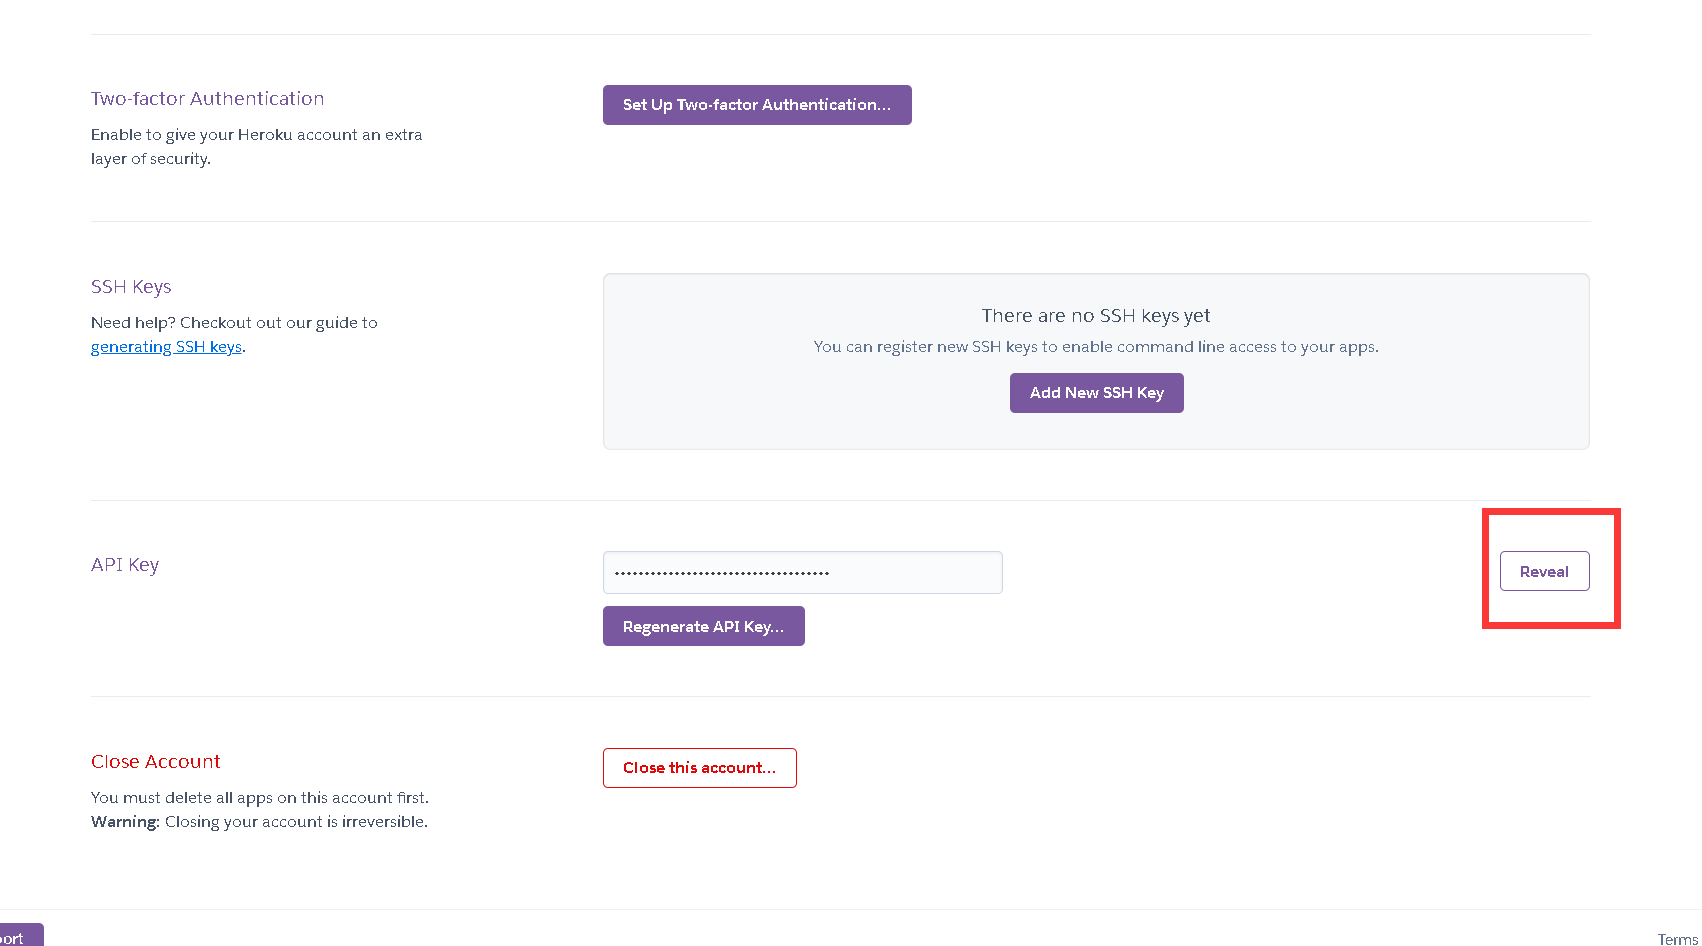 Two-factor Authentication
Set Up Two-factor Authentication...
Enable to give your Heroku account an extra
layer of security.
SSH Keys
Need help? Checkout out our guide to
generating SSH keys.
There are no SSH keys yet
You can register new SSH keys to enable command line access to your apps.
Add New SSH Key
API Key
•••••••••••••••••••••••••••••••••••• 
Reveal
Regenerate API Key...
Close Account
Close this account...
You must delete all apps on this account first.
Warning: Closing your account is irreversible.
Terms